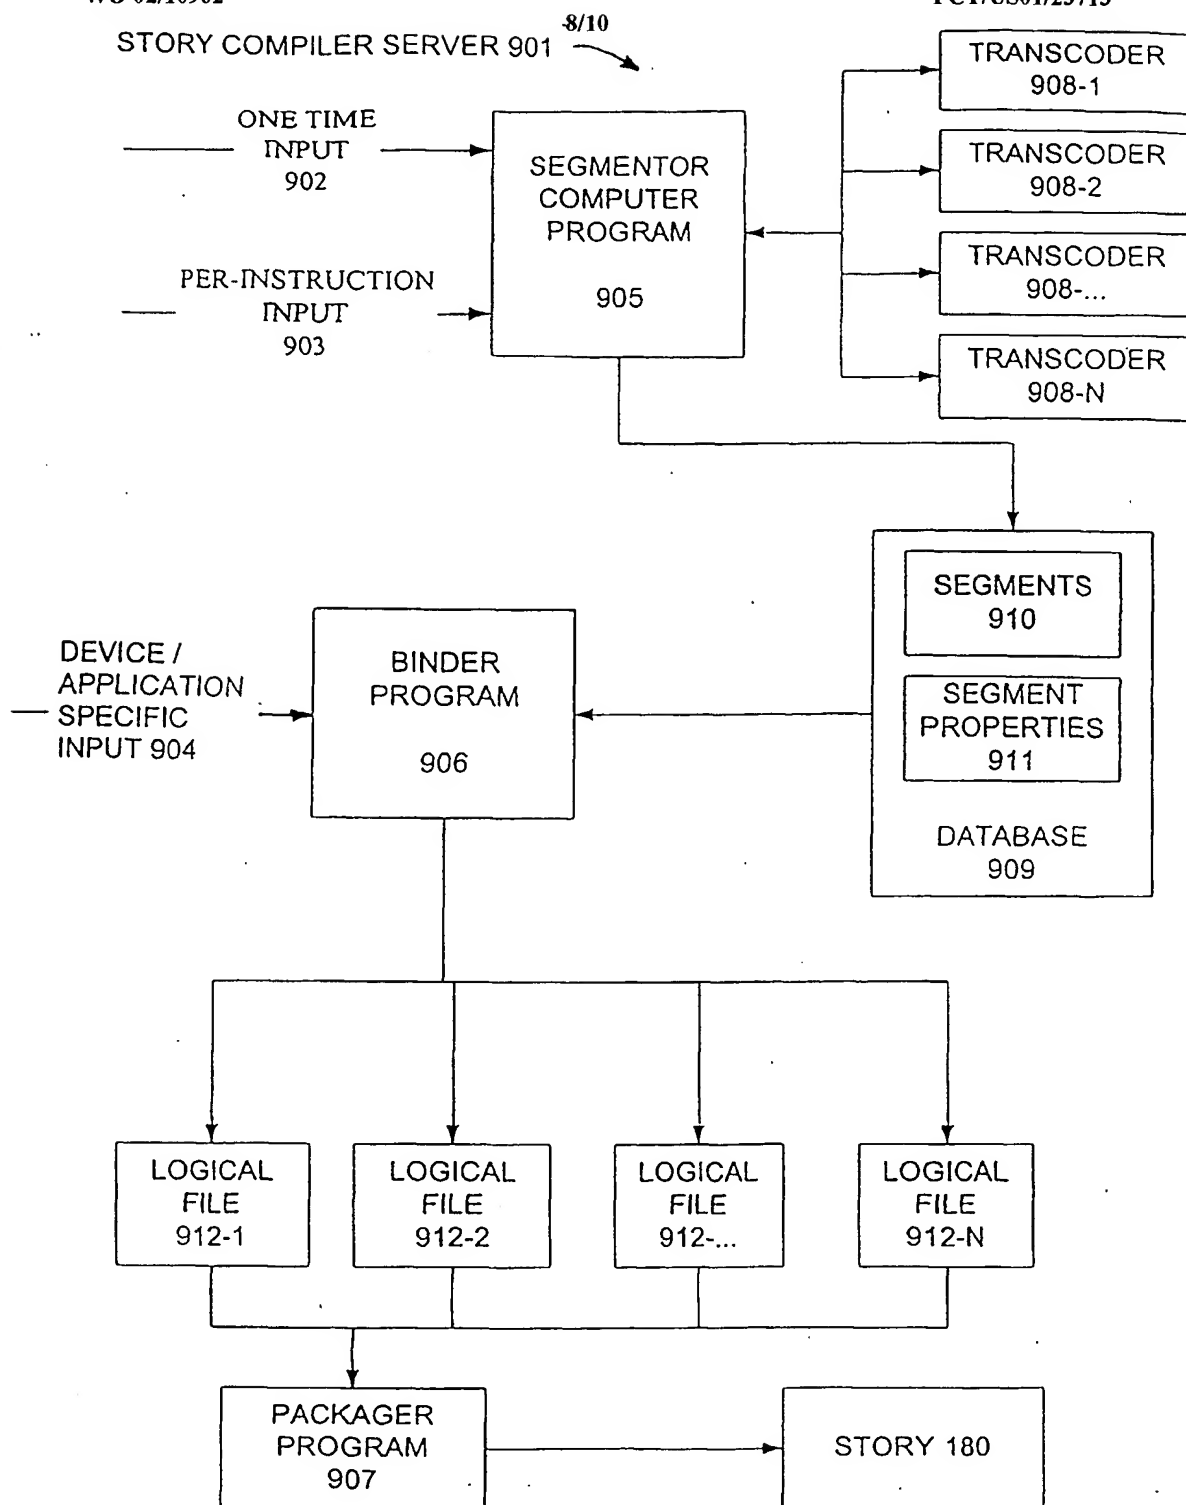 8/10
STORY COMPILER SERVER 901
TRANSCODER
908-1
ONE TIME
INPUT
902
SEGMENTOR
COMPUTER
PROGRAM
905
TRANSCODER
908-2
TRANSCODER
908-...
PER-INSTRUCTION
INPUT
903
TRANSCODER
908-N
SEGMENTS
910
SEGMENT
PROPERTIES
911
DATABASE
909
DEVICE /
APPLICATION
SPECIFIC
INPUT 904
BINDER
PROGRAM
906
LOGICAL
FILE
912-1
LOGICAL
FILE
912-2
LOGICAL
FILE
912-...
LOGICAL
FILE
912-N
PACKAGER
PROGRAM
907
STORY 180